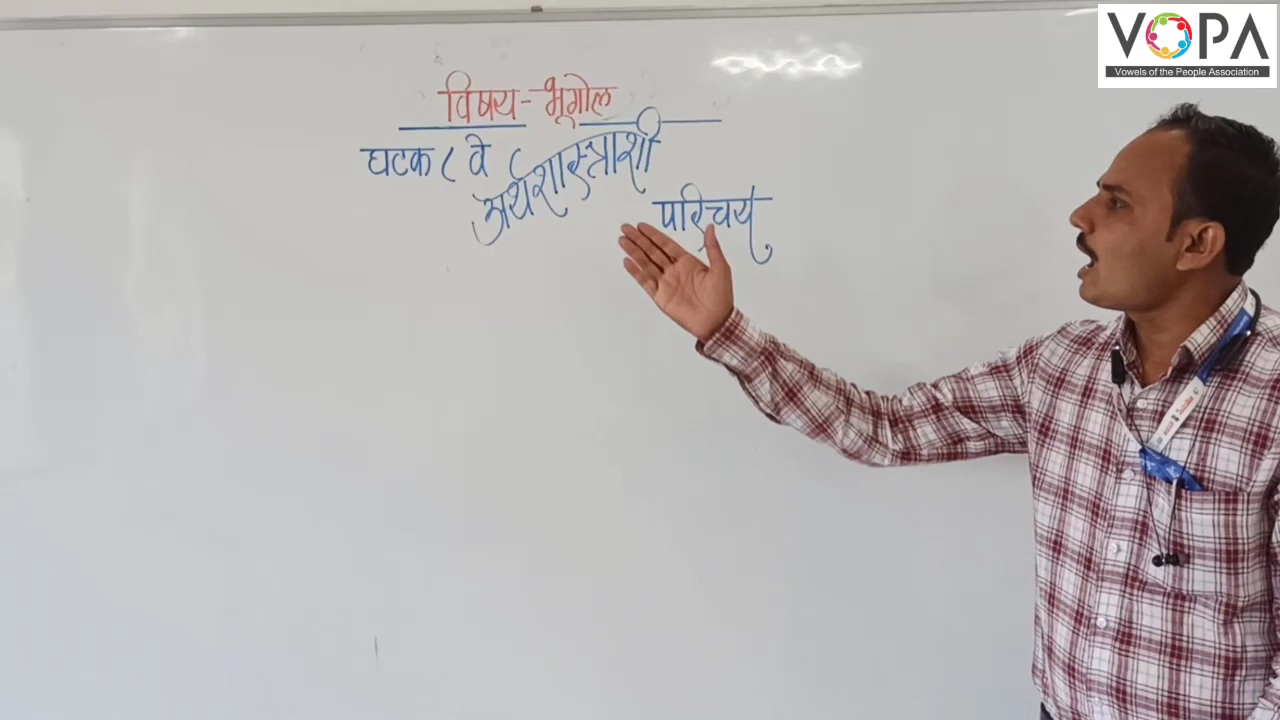 VOPA
Vowels of the People Association
विषय - भूगोल
घटक ८ वे
अर्थशास्त्राशी
परिचय